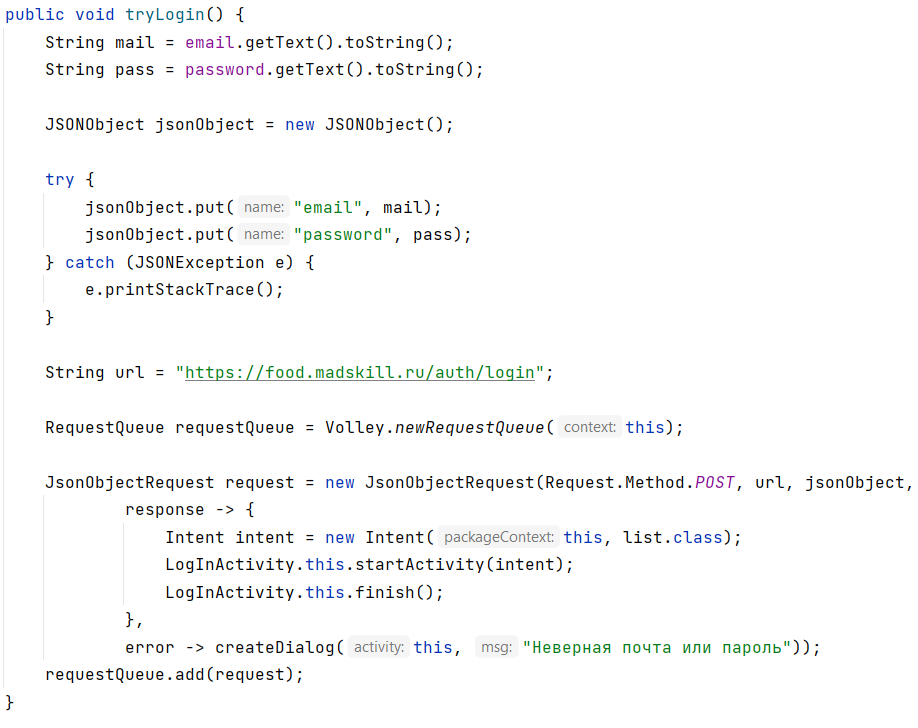 public void tryLogin() {
    String mail = email.getText().toString();
    String pass = password.getText().toString();

    JSONObject jsonObject = new JSONObject();

    try {
        jsonObject.put( name: "email", mail);
        jsonObject.put( name: "password", pass);
    } catch (JSONException e) {
        e.printStackTrace();
    }

    String url = "https://food.madskill.ru/auth/login";

    RequestQueue requestQueue = Volley.newRequestQueue( context: this);

    JsonObjectRequest request = new JsonObjectRequest(Request.Method.POST, url, jsonObject,
            response -> {
                Intent intent = new Intent( packageContext: this, list.class);
                LogInActivity.this.startActivity(intent);
                LogInActivity.this.finish();
            },
            error -> createDialog( activity: this, msg: "Неверная почта или пароль"));
    requestQueue.add(request);
}